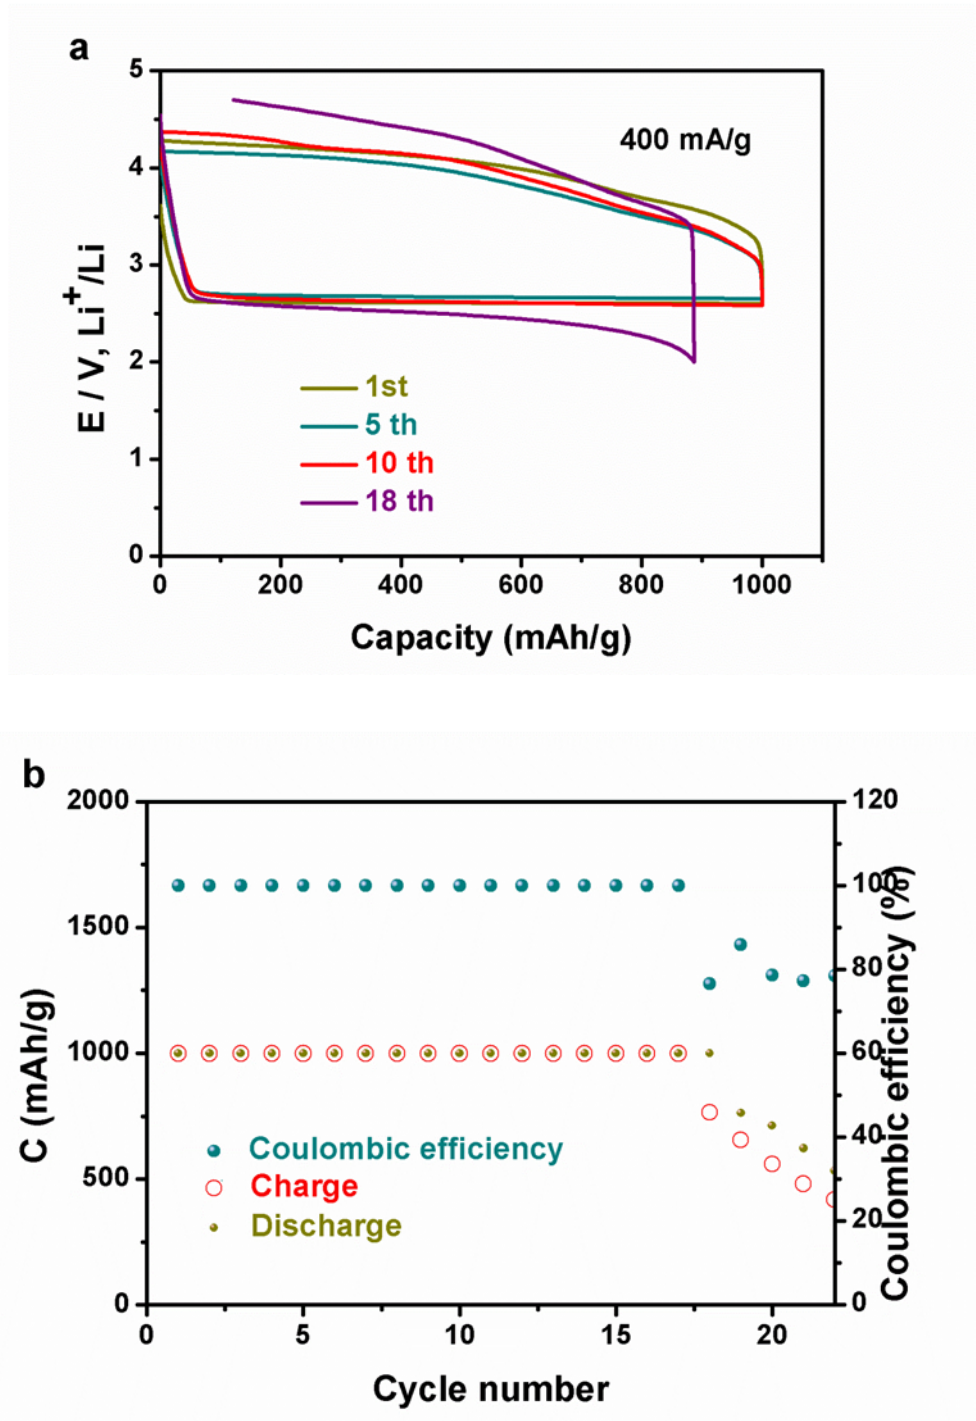 a
5
4
3
2
1
0
E / V, Li+/Li
400 mA/g
1st
5 th
10 th
18 th
0 200 400 600 800 1000
Capacity (mAh/g)
b
2000
1500
1000
500
0
C (mAh/g)
120
100
80
60
40
20
0
Coulombic efficiency (%)
Coulombic efficiency
Charge
Discharge
0 5 10 15 20
Cycle number